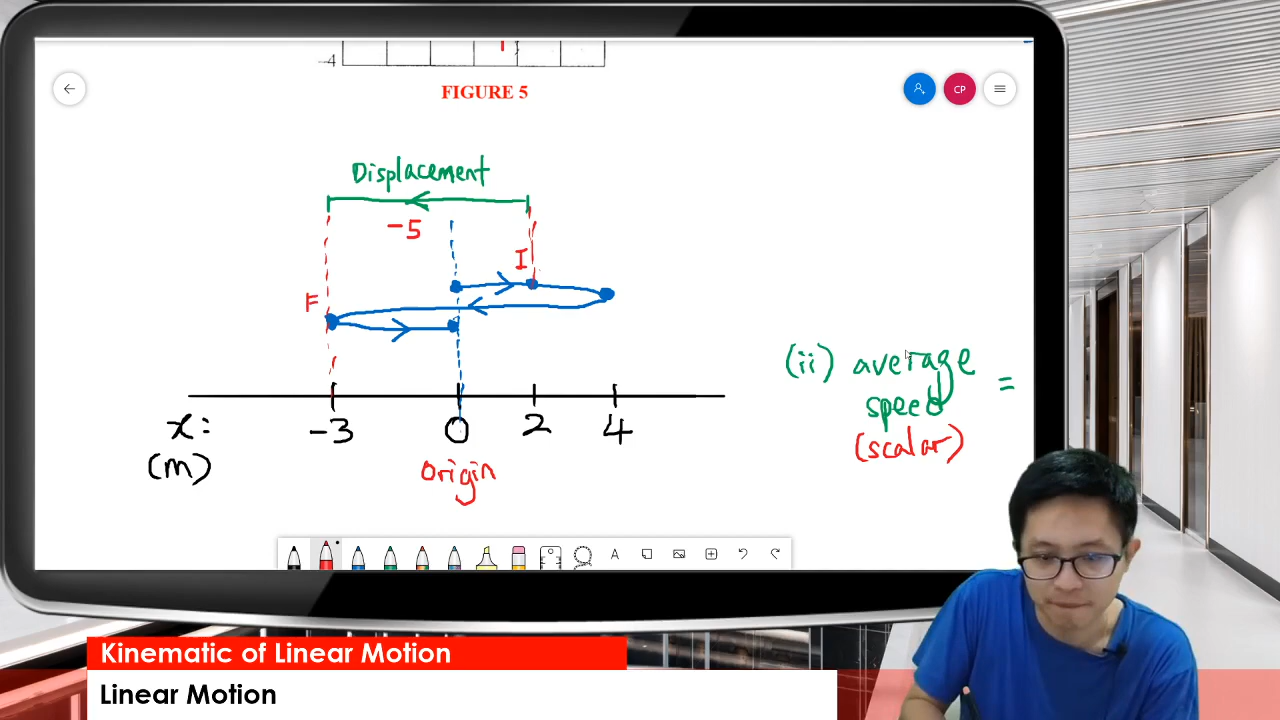 -4
FIGURE 5
CP
Displacement
-5
I
F
(ii) average
speed =
(scalar)
x: -3 0 2 4
(m)
origin
A
Kinematic of Linear Motion
Linear Motion